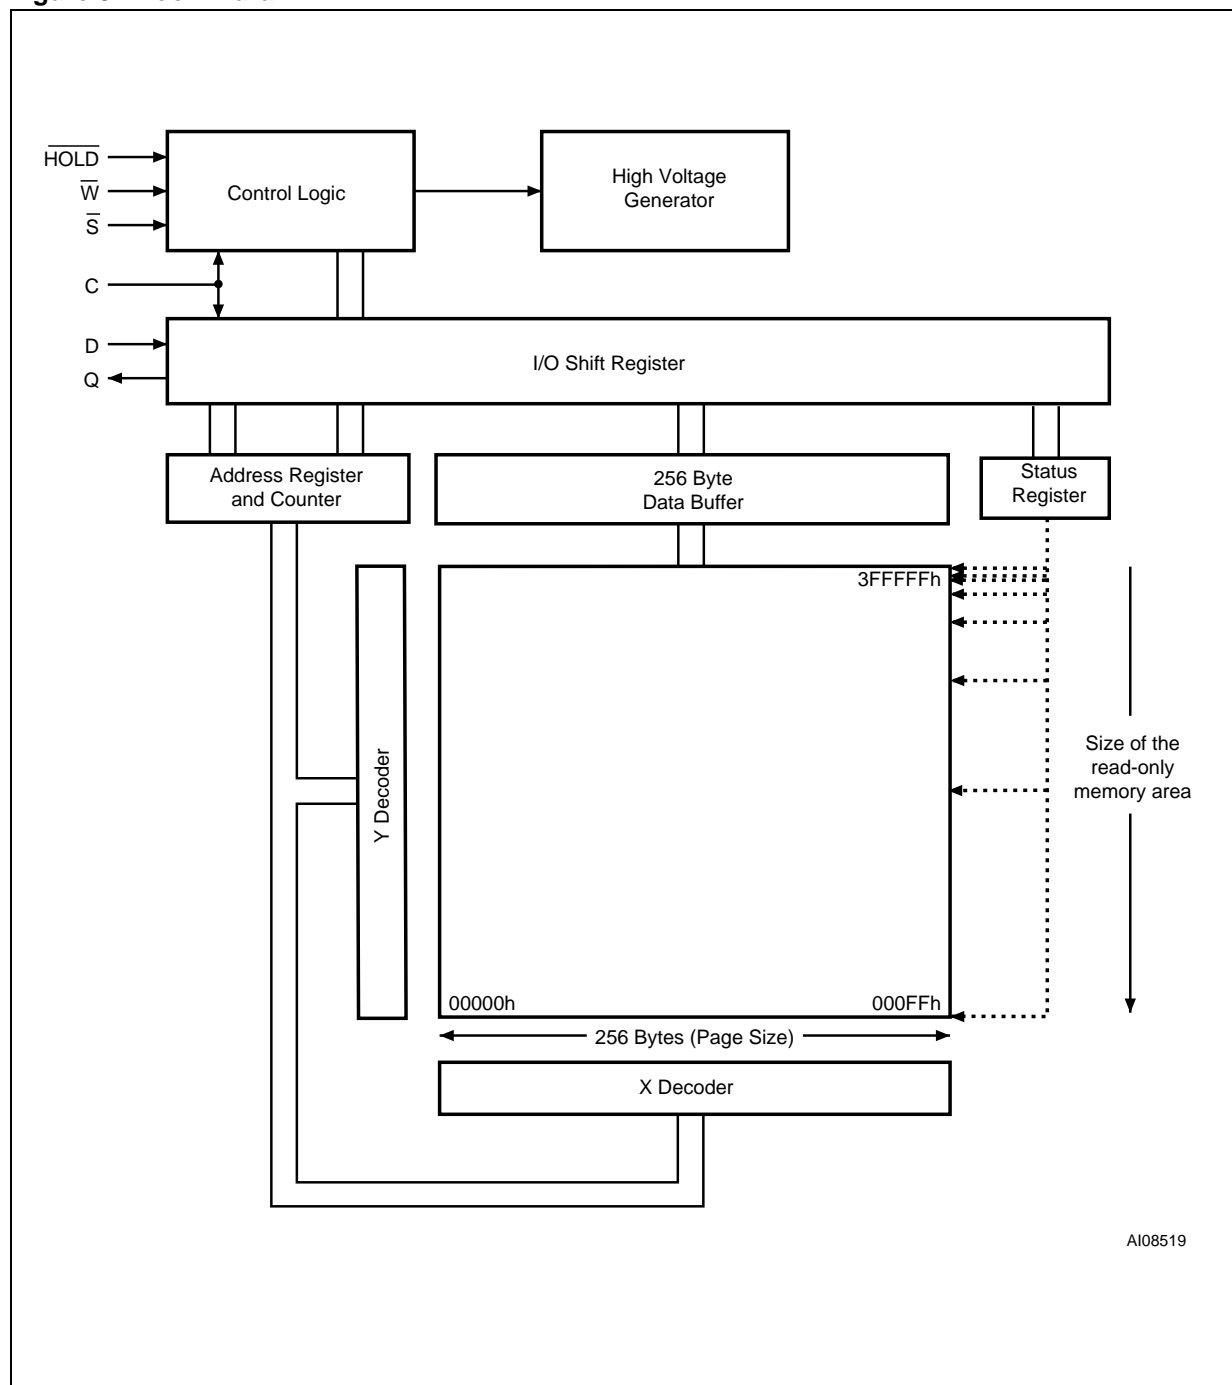 HOLD
W
S
C
D
Q
Control Logic
High Voltage
Generator
I/O Shift Register
Address Register
and Counter
256 Byte
Data Buffer
Status
Register
3FFFFFh
Y Decoder
Size of the
read-only
memory area
00000h
000FFh
256 Bytes (Page Size)
X Decoder
AI08519